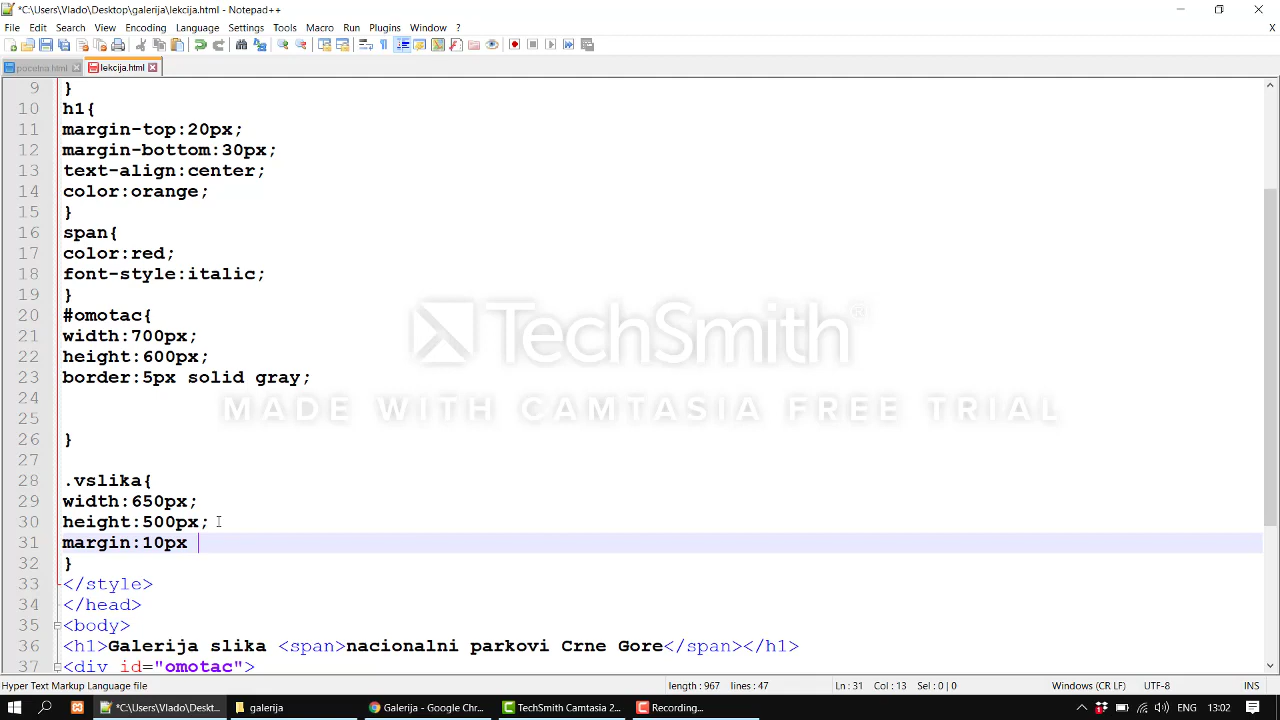 *C:\Users\Vlado\Desktop\galerija\lekcija.html - Notepad++
File Edit Search View Encoding Language Settings Tools Macro Run Plugins Window ? X
pocetna.html lekcija.html
9 }
10 h1{
11 margin-top:20px;
12 margin-bottom:30px;
13 text-align:center;
14 color:orange;
15 }
16 span{
17 color:red;
18 font-style:italic;
19 }
20 #omotac{
21 width:700px;
22 height:600px;
23 border:5px solid gray;
24
25
26 }
27
28 .vslika{
29 width:650px;
30 height:500px;
31 margin:10px
32 }
33 </style>
34 </head>
35 <body>
36 <h1>Galerija slika <span>nacionalni parkovi Crne Gore</span></h1>
37 <div id="omotac">
TechSmith®
MADE WITH CAMTASIA FREE TRIAL
Hyper Text Markup Language file length : 967 lines : 47 Ln : 31 Col : 13 Sel : 0 | 0 Windows (CR LF) UTF-8 INS
*C:\Users\Vlado\Deskt... galerija Galerija - Google Chr... TechSmith Camtasia 2... Recording... ENG 13:02